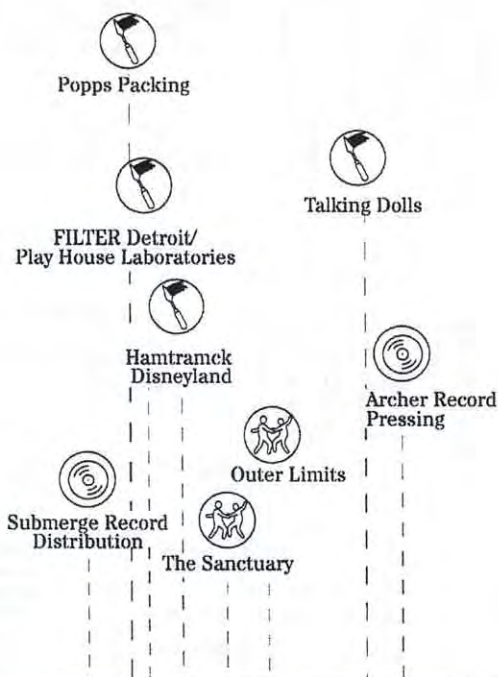 Popps Packing
Talking Dolls
FILTER Detroit/
Play House Laboratories
Hamtramck
Disneyland
Archer Record
Pressing
Outer Limits
Submerge Record
Distribution
The Sanctuary